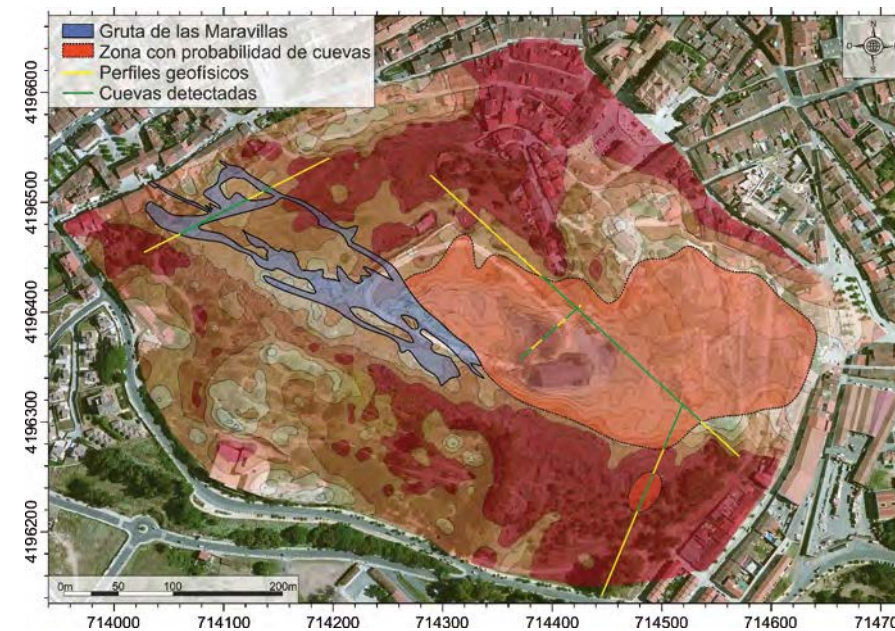 Gruta de las Maravillas
Zona con probabilidad de cuevas
Perfiles geofísicos
Cuevas detectadas
N
O
E
S
4196600
4196500
4196400
4196300
4196200
0m 50 100 200m
714000 714100 714200 714300 714400 714500 714600 71470